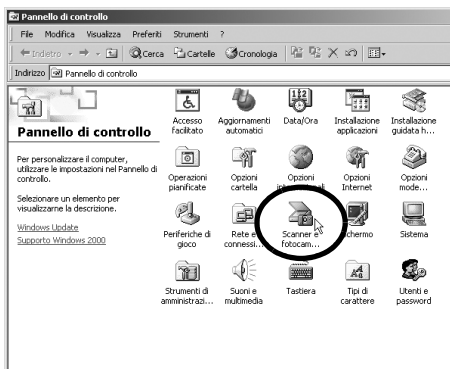 Pannello di controllo
File Modifica Visualizza Preferiti Strumenti ?
Indietro Cerca Cartelle Cronologia
Indirizzo Pannello di controllo
Pannello di controllo
Per personalizzare il computer,
utilizzare le impostazioni nel Pannello di
controllo.
Selezionare un elemento per
visualizzarne la descrizione.
Windows Update
Supporto Windows 2000
Accesso
facilitato
Aggiornamenti
automatici
Data/Ora
Installazione
applicazioni
Installazione
guidata h...
Operazioni
pianificate
Opzioni
cartella
Opzioni
Opzioni
Internet
Opzioni
mode...
Periferiche di
gioco
Rete e
connessi...
Scanner e
fotocam...
Schermo
Sistema
Strumenti di
amministrazi...
Suoni e
multimedia
Tastiera
Tipi di
carattere
Utenti e
password